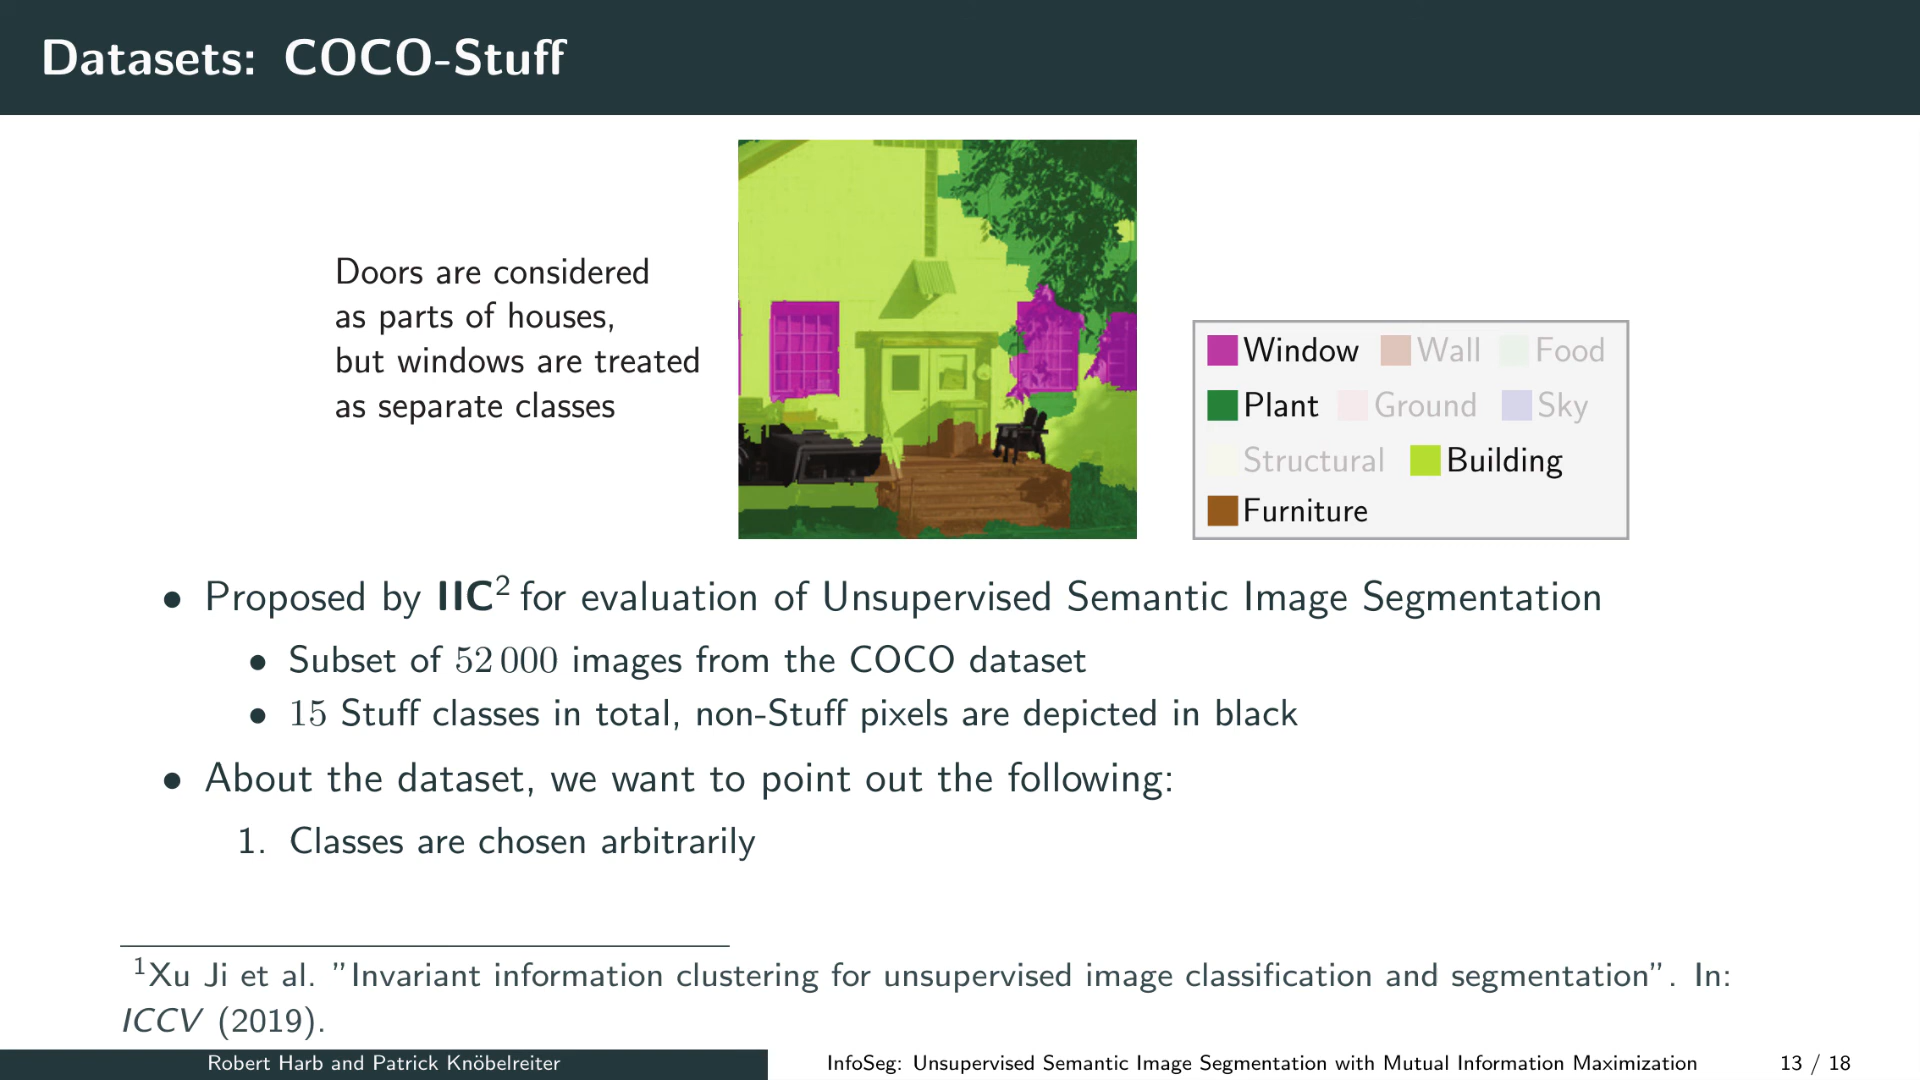 Datasets: COCO-Stuff
Doors are considered
as parts of houses,
but windows are treated
as separate classes
Window Wall Food
Plant Ground Sky
Structural Building
Furniture
• Proposed by IIC² for evaluation of Unsupervised Semantic Image Segmentation
• Subset of 52 000 images from the COCO dataset
• 15 Stuff classes in total, non-Stuff pixels are depicted in black
• About the dataset, we want to point out the following:
1. Classes are chosen arbitrarily
¹Xu Ji et al. ”Invariant information clustering for unsupervised image classification and segmentation”. In:
ICCV (2019).
Robert Harb and Patrick Knöbelreiter InfoSeg: Unsupervised Semantic Image Segmentation with Mutual Information Maximization 13 / 18